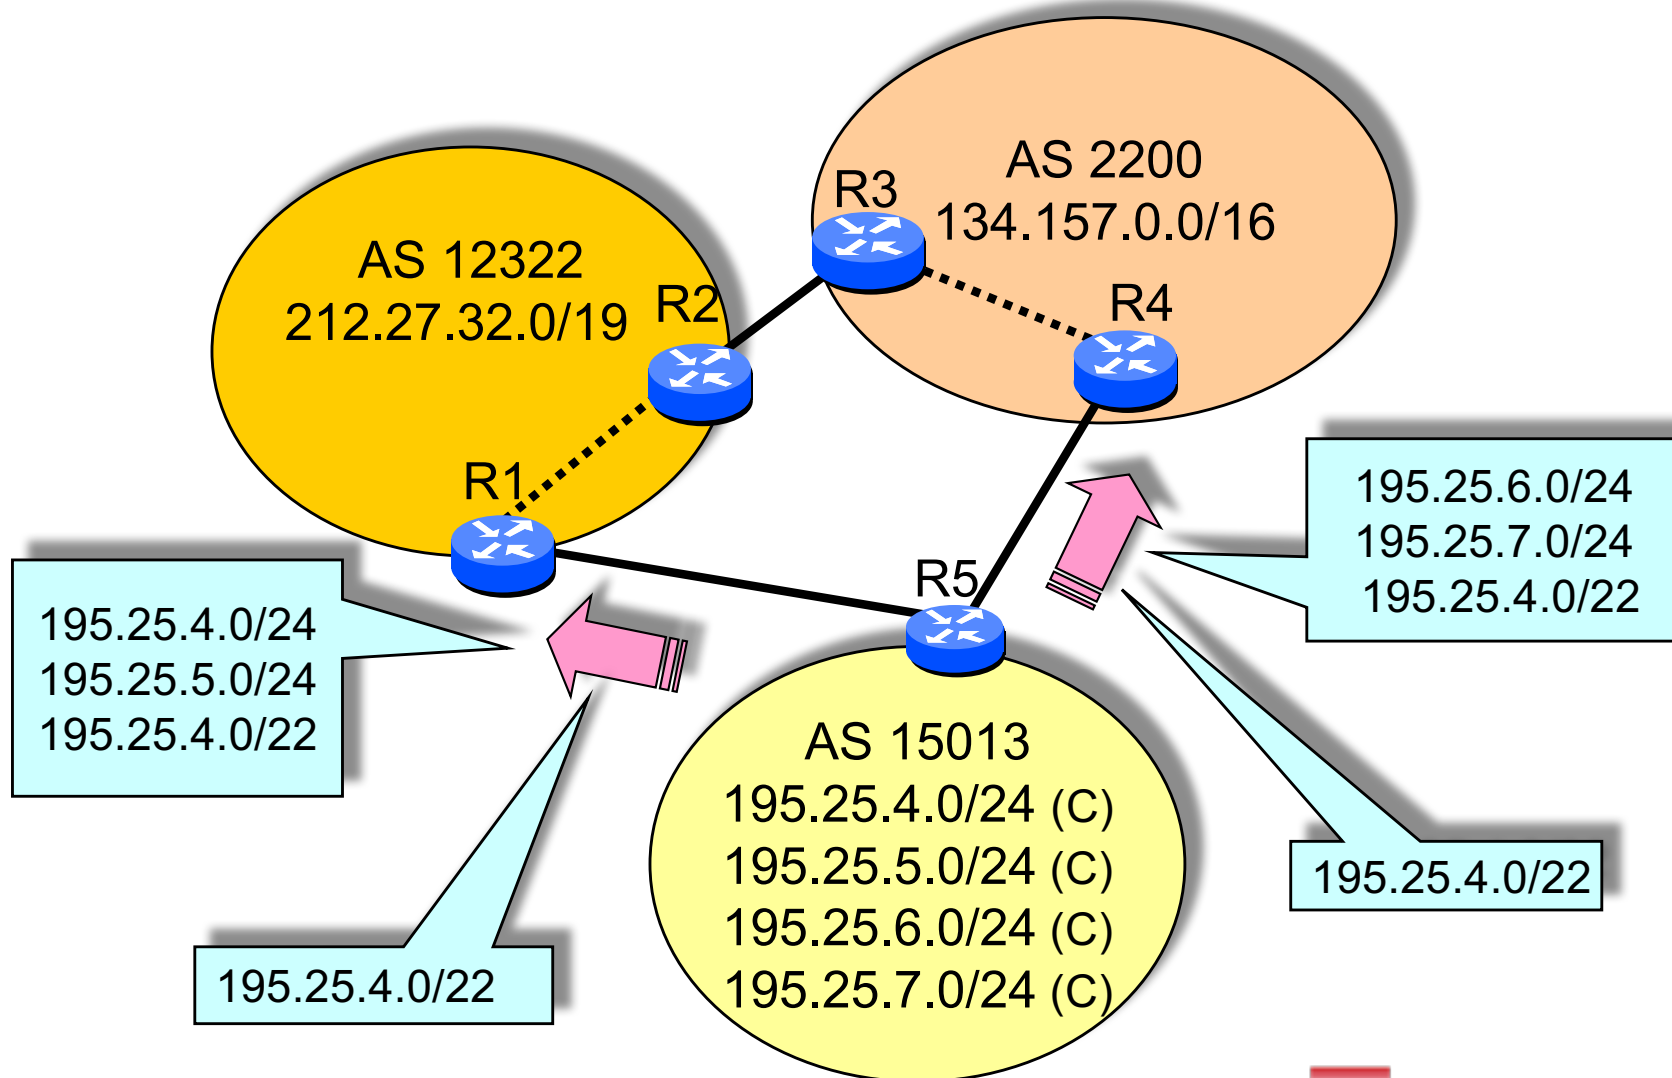 AS 2200
134.157.0.0/16
R3
R4
AS 12322
212.27.32.0/19
R2
R1
R5
195.25.6.0/24
195.25.7.0/24
195.25.4.0/22
195.25.4.0/24
195.25.5.0/24
195.25.4.0/22
AS 15013
195.25.4.0/24 (C)
195.25.5.0/24 (C)
195.25.6.0/24 (C)
195.25.7.0/24 (C)
195.25.4.0/22
195.25.4.0/22